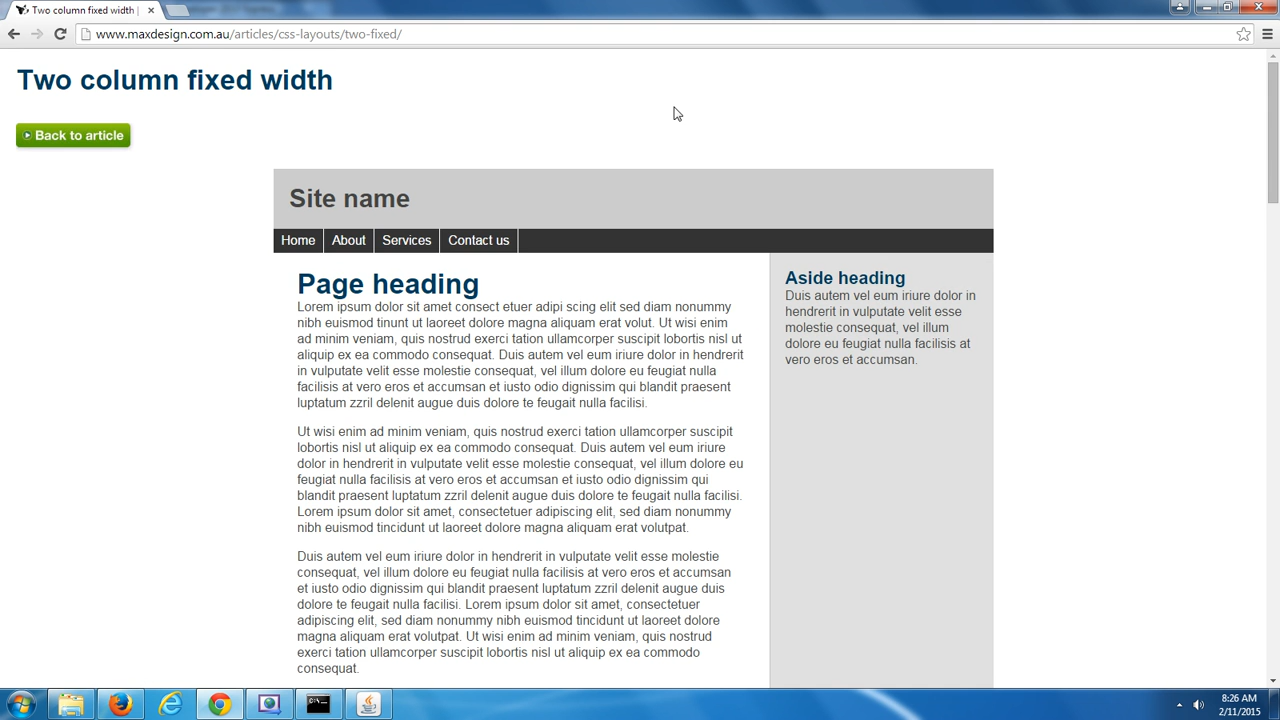 Two column fixed width |
www.maxdesign.com.au/articles/css-layouts/two-fixed/
Two column fixed width
Back to article
Site name
Home About Services Contact us
Page heading
Lorem ipsum dolor sit amet consect etuer adipi scing elit sed diam nonummy
nibh euismod tinunt ut laoreet dolore magna aliquam erat volut. Ut wisi enim
ad minim veniam, quis nostrud exerci tation ullamcorper suscipit lobortis nisl ut
aliquip ex ea commodo consequat. Duis autem vel eum iriure dolor in hendrerit
in vulputate velit esse molestie consequat, vel illum dolore eu feugiat nulla
facilisis at vero eros et accumsan et iusto odio dignissim qui blandit praesent
luptatum zzril delenit augue duis dolore te feugait nulla facilisi.
Ut wisi enim ad minim veniam, quis nostrud exerci tation ullamcorper suscipit
lobortis nisl ut aliquip ex ea commodo consequat. Duis autem vel eum iriure
dolor in hendrerit in vulputate velit esse molestie consequat, vel illum dolore eu
feugiat nulla facilisis at vero eros et accumsan et iusto odio dignissim qui
blandit praesent luptatum zzril delenit augue duis dolore te feugait nulla facilisi.
Lorem ipsum dolor sit amet, consectetuer adipiscing elit, sed diam nonummy
nibh euismod tincidunt ut laoreet dolore magna aliquam erat volutpat.
Duis autem vel eum iriure dolor in hendrerit in vulputate velit esse molestie
consequat, vel illum dolore eu feugiat nulla facilisis at vero eros et accumsan
et iusto odio dignissim qui blandit praesent luptatum zzril delenit augue duis
dolore te feugait nulla facilisi. Lorem ipsum dolor sit amet, consectetuer
adipiscing elit, sed diam nonummy nibh euismod tincidunt ut laoreet dolore
magna aliquam erat volutpat. Ut wisi enim ad minim veniam, quis nostrud
exerci tation ullamcorper suscipit lobortis nisl ut aliquip ex ea commodo
consequat.
Aside heading
Duis autem vel eum iriure dolor in
hendrerit in vulputate velit esse
molestie consequat, vel illum
dolore eu feugiat nulla facilisis at
vero eros et accumsan.
8:26 AM
2/11/2015